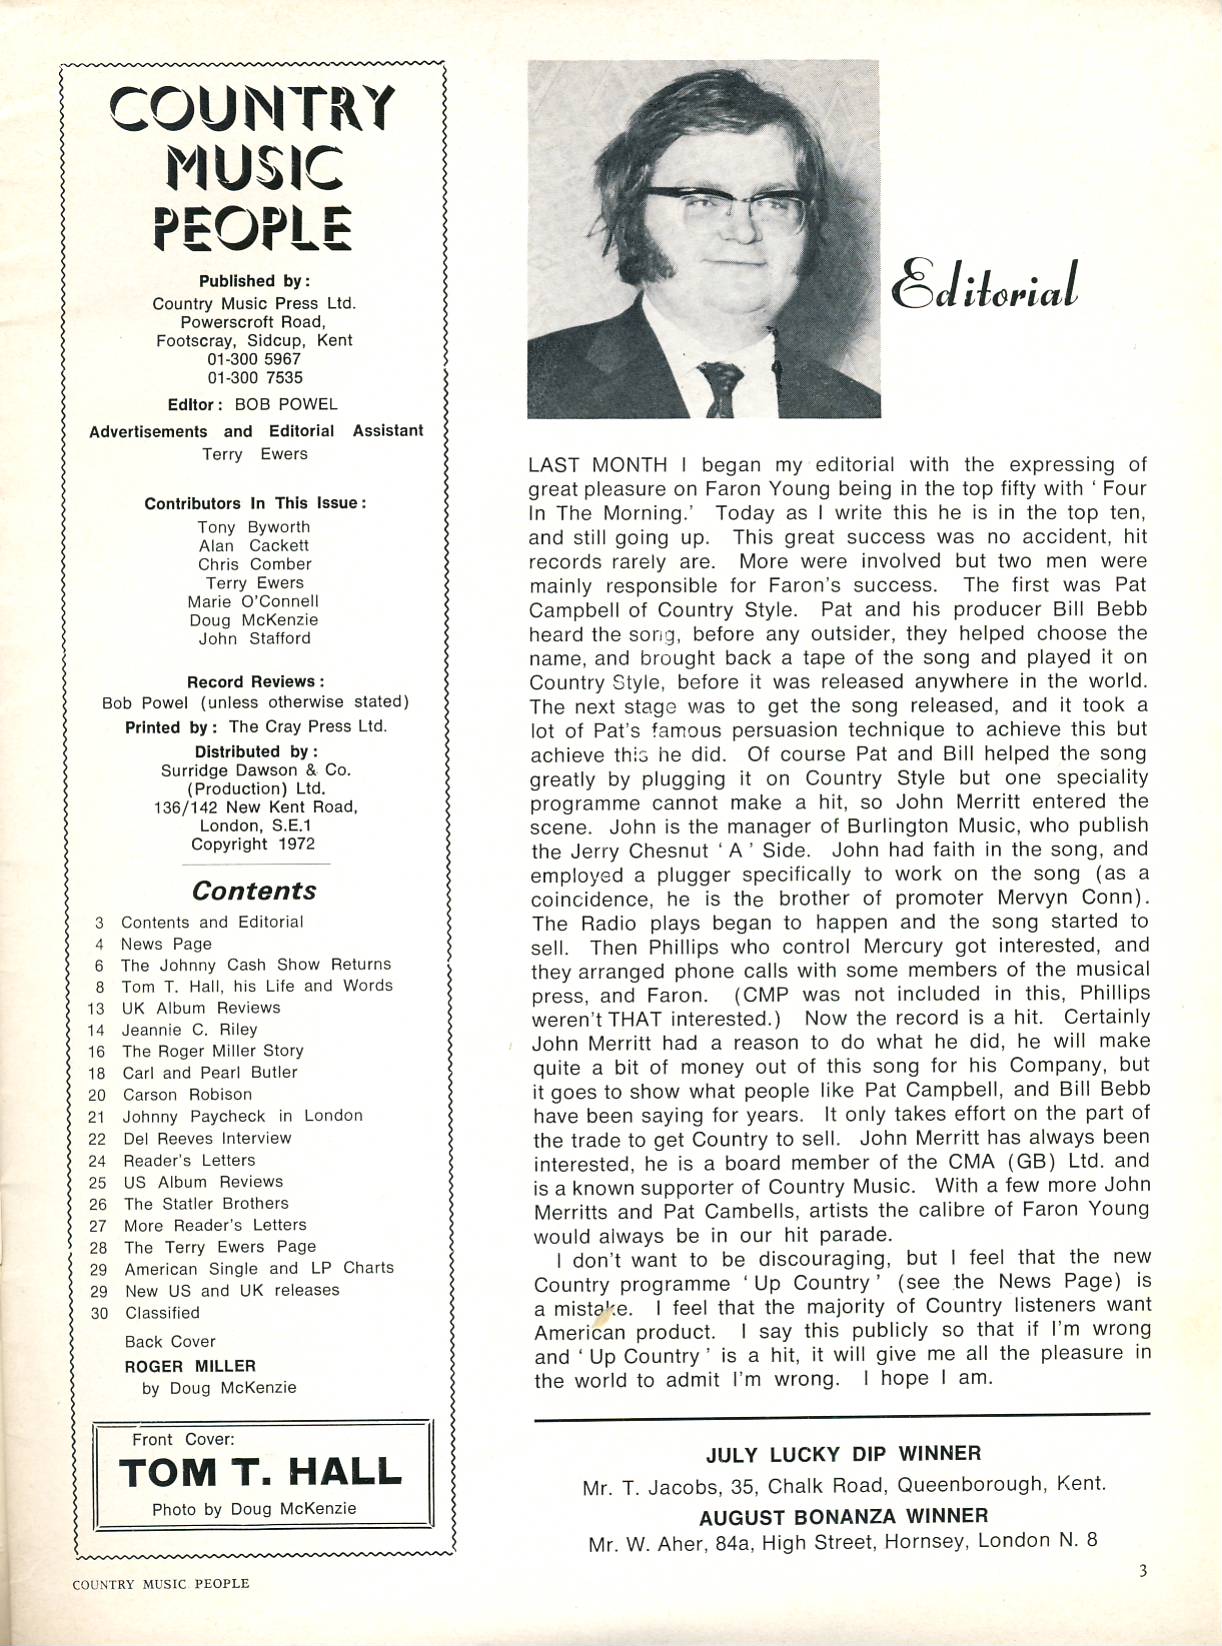 COUNTRY
MUSIC
PEOPLE
Published by:
Country Music Press Ltd.
Powerscroft Road,
Footscray, Sidcup, Kent
01-300 5967
01-300 7535
Editor: BOB POWEL
Advertisements and Editorial Assistant
Terry Ewers
Contributors In This Issue:
Tony Byworth
Alan Cackett
Chris Comber
Terry Ewers
Marie O'Connell
Doug McKenzie
John Stafford
Record Reviews:
Bob Powel (unless otherwise stated)
Printed by: The Cray Press Ltd.
Distributed by:
Surridge Dawson & Co.
(Production) Ltd.
136/142 New Kent Road,
London, S.E.1
Copyright 1972
Contents
3 Contents and Editorial
4 News Page
6 The Johnny Cash Show Returns
8 Tom T. Hall, his Life and Words
13 UK Album Reviews
14 Jeannie C. Riley
16 The Roger Miller Story
18 Carl and Pearl Butler
20 Carson Robison
21 Johnny Paycheck in London
22 Del Reeves Interview
24 Reader's Letters
25 US Album Reviews
26 The Statler Brothers
27 More Reader's Letters
28 The Terry Ewers Page
29 American Single and LP Charts
29 New US and UK releases
30 Classified
Back Cover
ROGER MILLER
by Doug McKenzie
Front Cover:
TOM T. HALL
Photo by Doug McKenzie
Editorial
LAST MONTH I began my editorial with the expressing of
great pleasure on Faron Young being in the top fifty with 'Four
In The Morning.' Today as I write this he is in the top ten,
and still going up. This great success was no accident, hit
records rarely are. More were involved but two men were
mainly responsible for Faron's success. The first was Pat
Campbell of Country Style. Pat and his producer Bill Bebb
heard the song, before any outsider, they helped choose the
name, and brought back a tape of the song and played it on
Country Style, before it was released anywhere in the world.
The next stage was to get the song released, and it took a
lot of Pat's famous persuasion technique to achieve this but
achieve this he did. Of course Pat and Bill helped the song
greatly by plugging it on Country Style but one speciality
programme cannot make a hit, so John Merritt entered the
scene. John is the manager of Burlington Music, who publish
the Jerry Chesnut 'A' Side. John had faith in the song, and
employed a plugger specifically to work on the song (as a
coincidence, he is the brother of promoter Mervyn Conn).
The Radio plays began to happen and the song started to
sell. Then Phillips who control Mercury got interested, and
they arranged phone calls with some members of the musical
press, and Faron. (CMP was not included in this, Phillips
weren't THAT interested.) Now the record is a hit. Certainly
John Merritt had a reason to do what he did, he will make
quite a bit of money out of this song for his Company, but
it goes to show what people like Pat Campbell, and Bill Bebb
have been saying for years. It only takes effort on the part of
the trade to get Country to sell. John Merritt has always been
interested, he is a board member of the CMA (GB) Ltd. and
is a known supporter of Country Music. With a few more John
Merritts and Pat Cambells, artists the calibre of Faron Young
would always be in our hit parade.
I don't want to be discouraging, but I feel that the new
Country programme 'Up Country' (see the News Page) is
a mistake. I feel that the majority of Country listeners want
American product. I say this publicly so that if I'm wrong
and 'Up Country' is a hit, it will give me all the pleasure in
the world to admit I'm wrong. I hope I am.
JULY LUCKY DIP WINNER
Mr. T. Jacobs, 35, Chalk Road, Queenborough, Kent.
AUGUST BONANZA WINNER
Mr. W. Aher, 84a, High Street, Hornsey, London N. 8
COUNTRY MUSIC PEOPLE
3